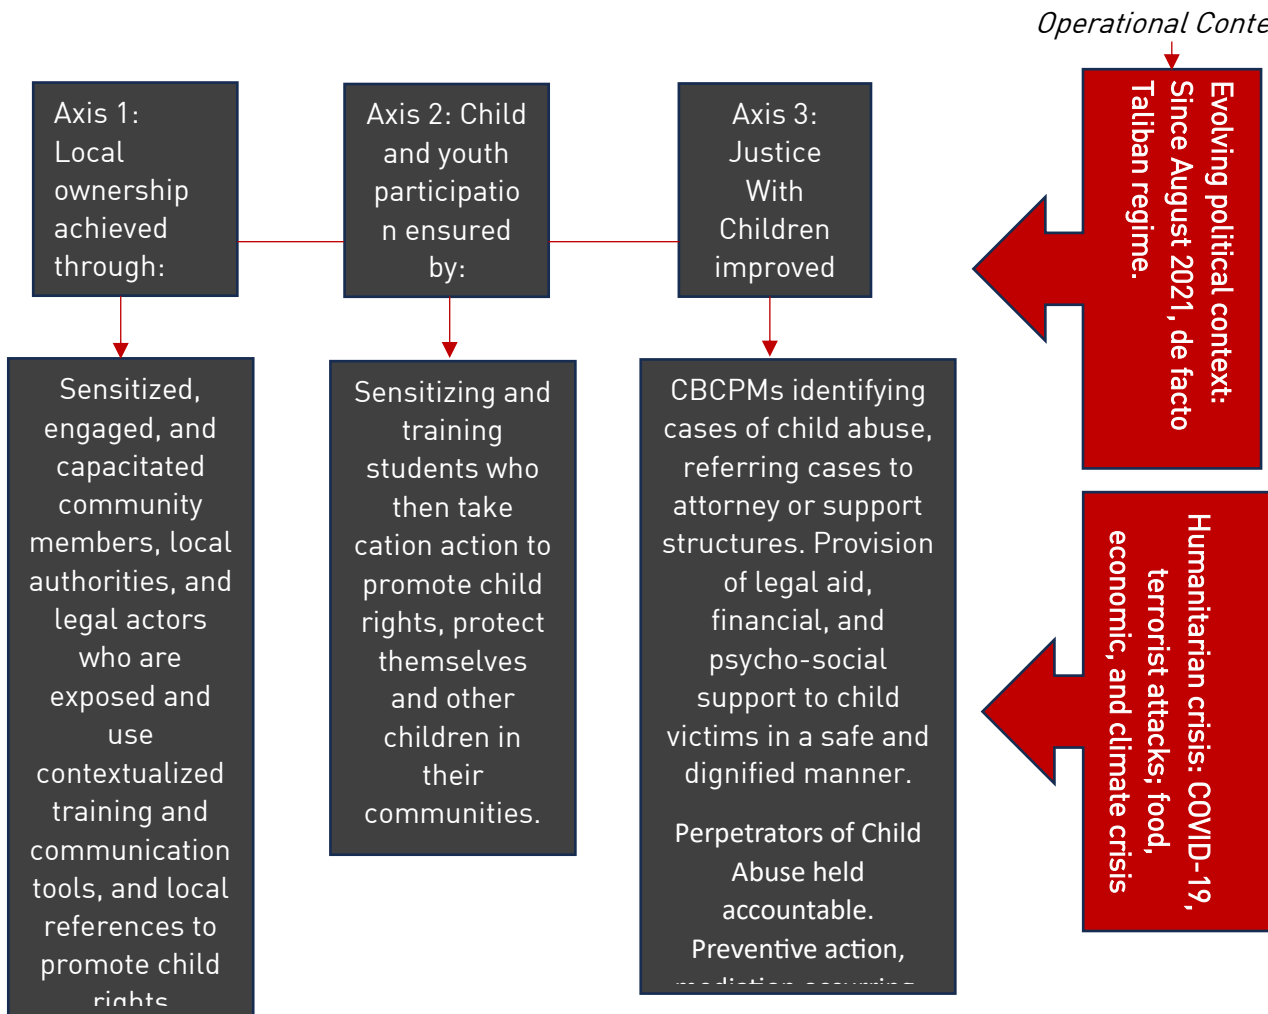 Operational Conte
Axis 1:
Local
ownership
achieved
through:
Axis 2: Child
and youth
participatio
n ensured
by:
Axis 3:
Justice
With
Children
improved
Evolving political context:
Since August 2021, de facto
Taliban regime.
Sensitized,
engaged, and
capacitated
community
members, local
authorities, and
legal actors
who are
exposed and
use
contextualized
training and
communication
tools, and local
references to
promote child
rights
Sensitizing and
training
students who
then take
cation action to
promote child
rights, protect
themselves
and other
children in
their
communities.
CBCPMs identifying
cases of child abuse,
referring cases to
attorney or support
structures. Provision
of legal aid,
financial, and
psycho-social
support to child
victims in a safe and
dignified manner.
Perpetrators of Child
Abuse held
accountable.
Preventive action,
mediation occurring
Humanitarian crisis: COVID-19,
terrorist attacks; food,
economic, and climate crisis